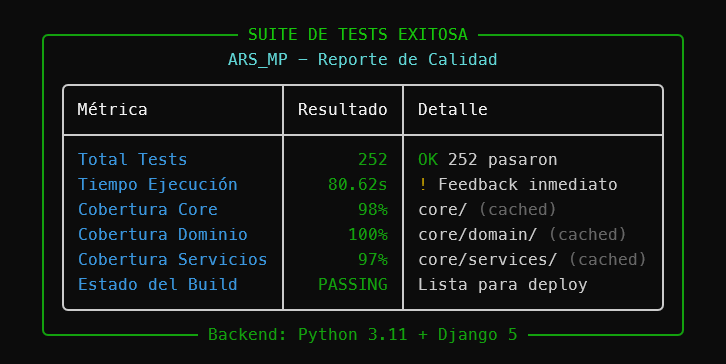 SUITE DE TESTS EXITOSA
ARS_MP – Reporte de Calidad
Métrica Resultado Detalle
Total Tests 252 OK 252 pasaron
Tiempo Ejecución 80.62s ! Feedback inmediato
Cobertura Core 98% core/ (cached)
Cobertura Dominio 100% core/domain/ (cached)
Cobertura Servicios 97% core/services/ (cached)
Estado del Build PASSING Lista para deploy
Backend: Python 3.11 + Django 5